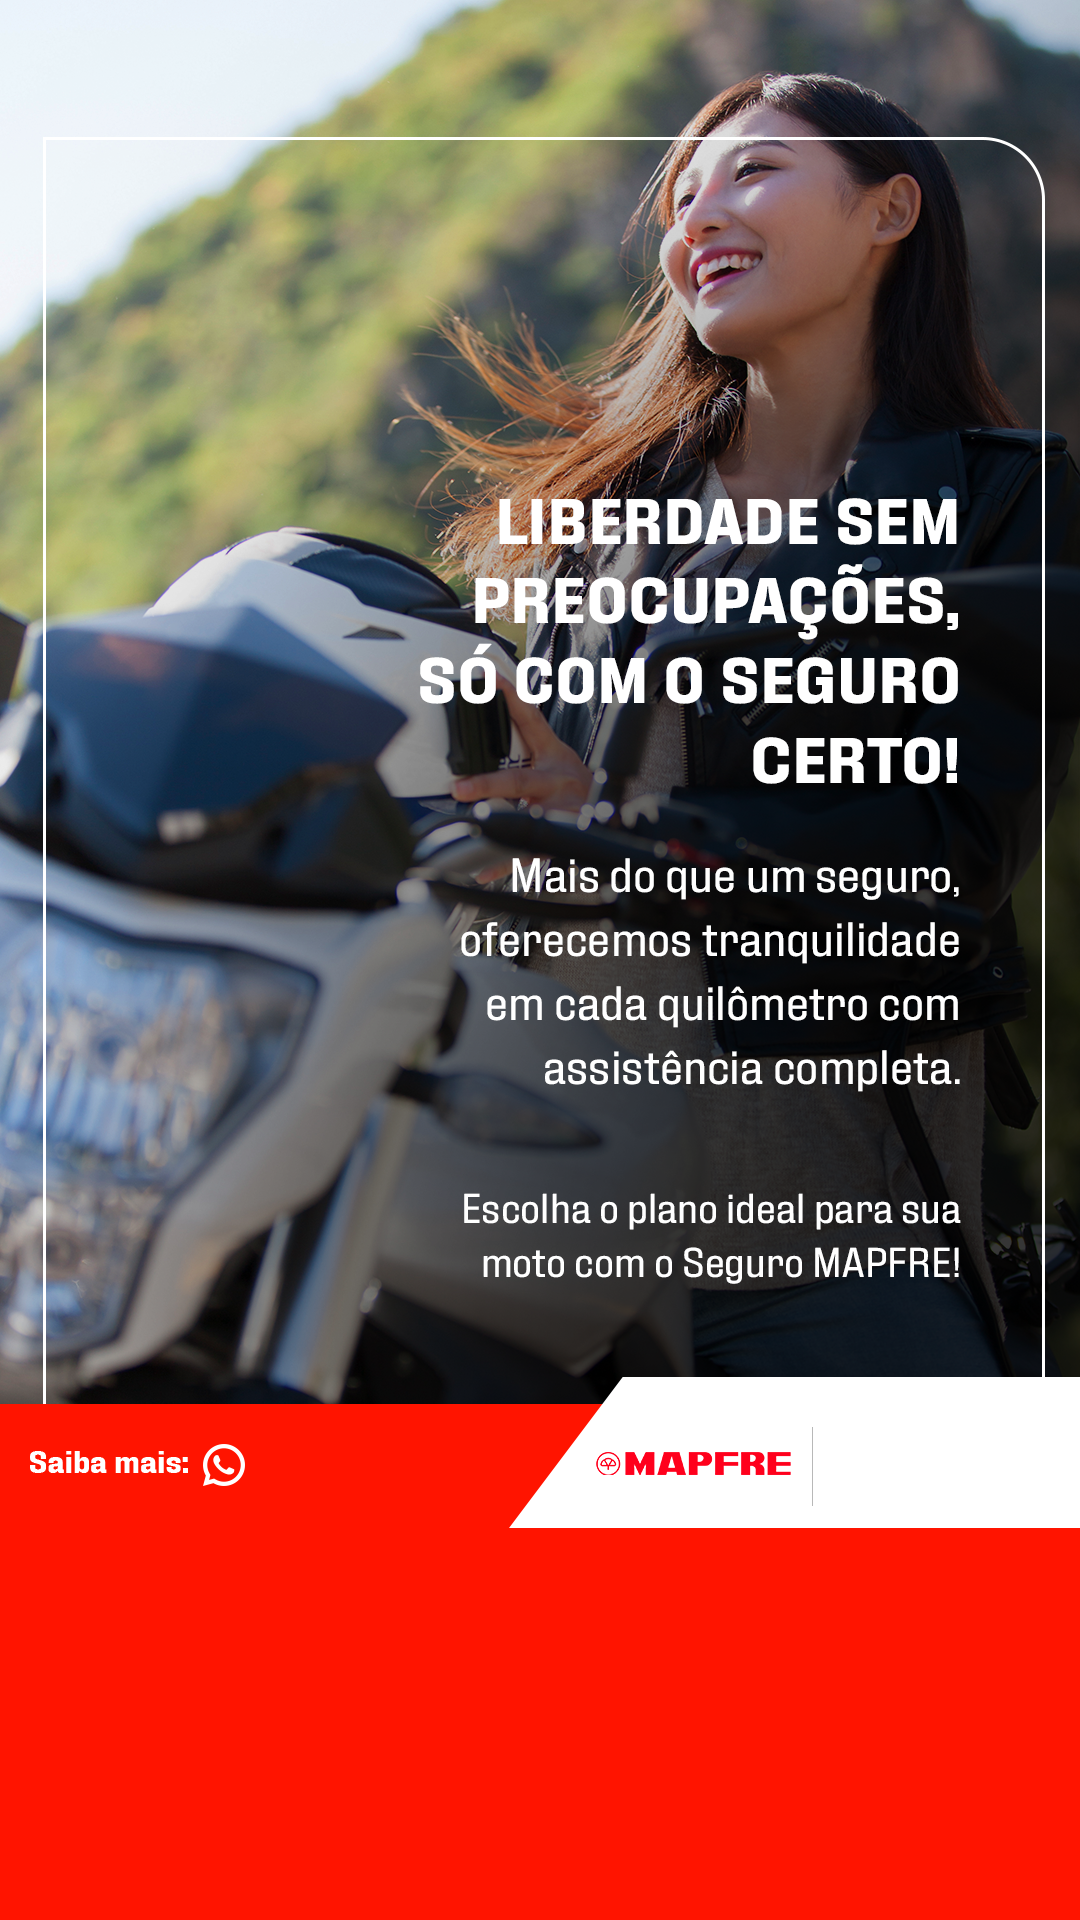 LIBERDADE SEM
PREOCUPAÇÕES,
SÓ COM O SEGURO
CERTO!
Mais do que um seguro,
oferecemos tranquilidade
em cada quilômetro com
assistência completa.
Escolha o plano ideal para sua
moto com o Seguro MAPFRE!
Saiba mais:
MAPFRE